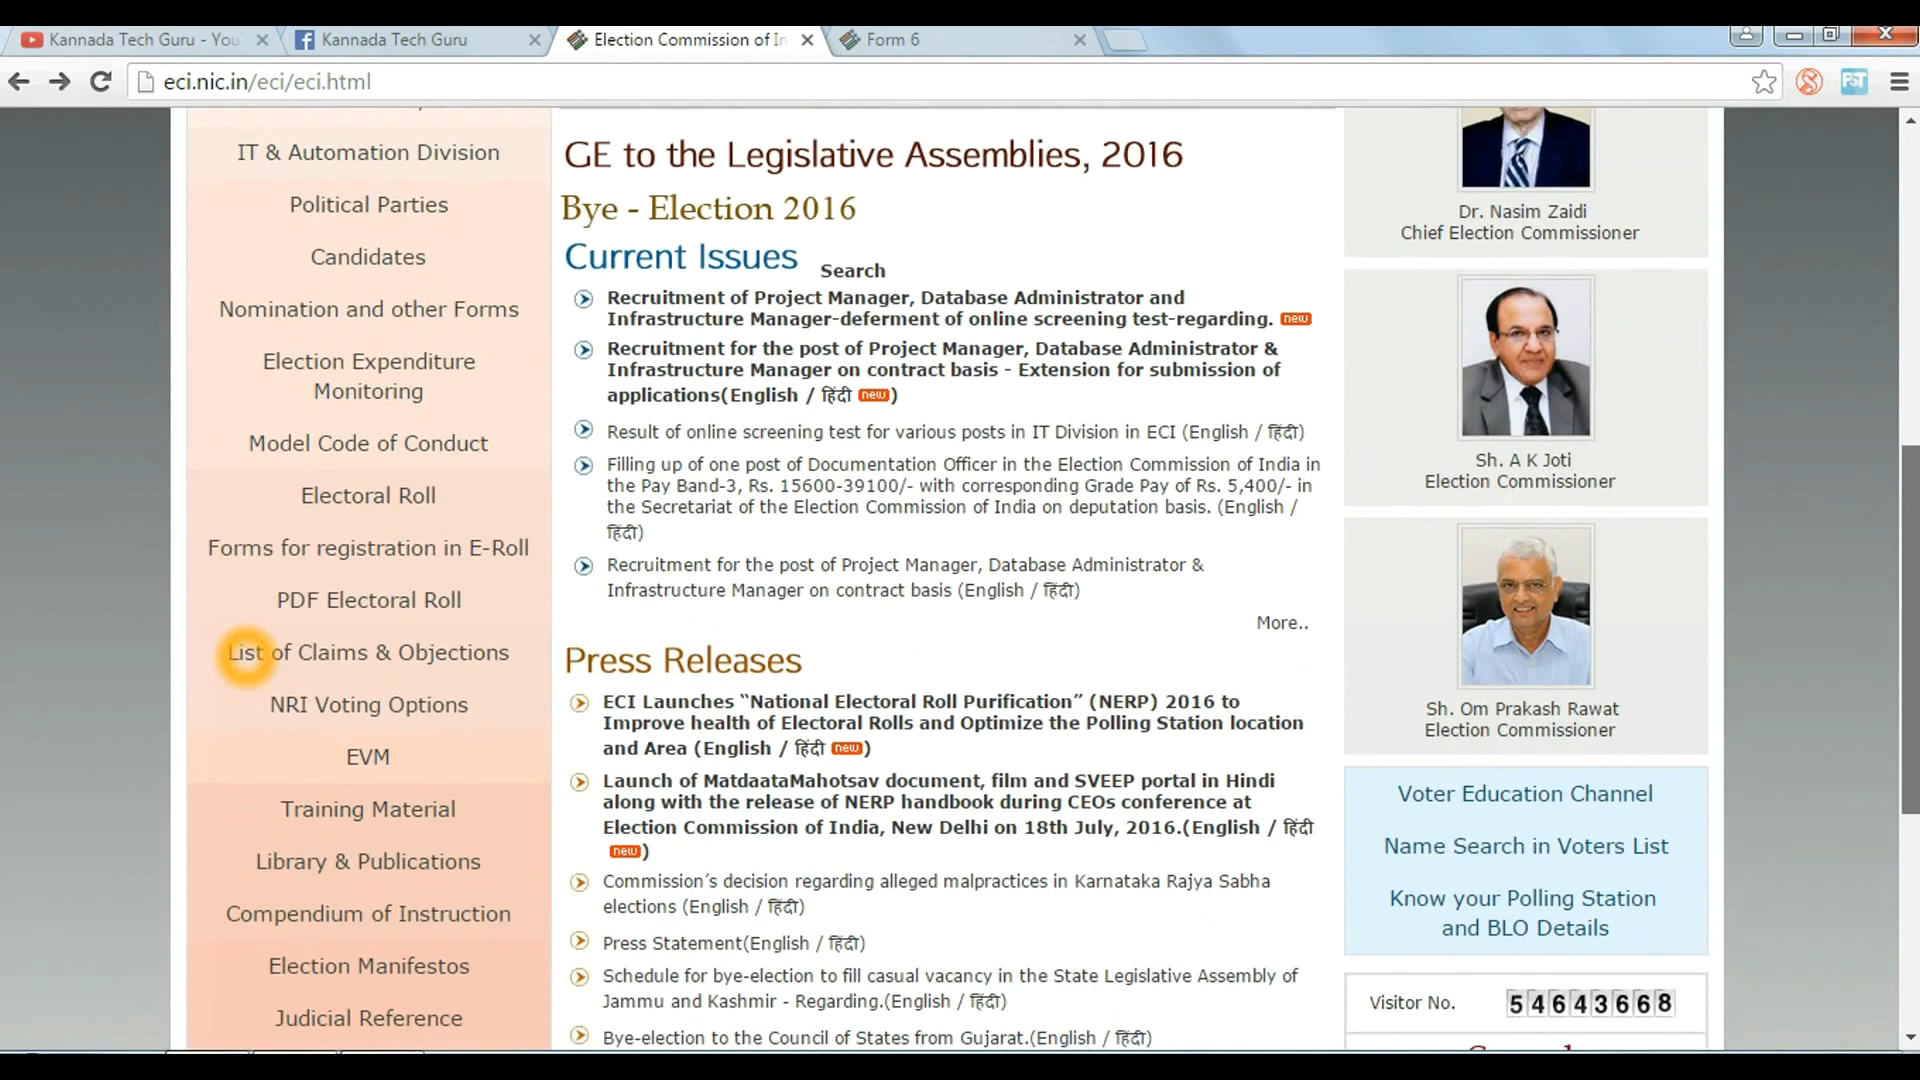 Kannada Tech Guru - You
Kannada Tech Guru
Election Commission of In
Form 6
eci.nic.in/eci/eci.html
IT & Automation Division
Political Parties
Candidates
Nomination and other Forms
Election Expenditure
Monitoring
Model Code of Conduct
Electoral Roll
Forms for registration in E-Roll
PDF Electoral Roll
List of Claims & Objections
NRI Voting Options
EVM
Training Material
Library & Publications
Compendium of Instruction
Election Manifestos
Judicial Reference
GE to the Legislative Assemblies, 2016
Bye - Election 2016
Current Issues
Search
Recruitment of Project Manager, Database Administrator and
Infrastructure Manager-deferment of online screening test-regarding. new
Recruitment for the post of Project Manager, Database Administrator &
Infrastructure Manager on contract basis - Extension for submission of
applications(English / हिंदी new)
Result of online screening test for various posts in IT Division in ECI (English / हिंदी)
Filling up of one post of Documentation Officer in the Election Commission of India in
the Pay Band-3, Rs. 15600-39100/- with corresponding Grade Pay of Rs. 5,400/- in
the Secretariat of the Election Commission of India on deputation basis. (English /
हिंदी)
Recruitment for the post of Project Manager, Database Administrator &
Infrastructure Manager on contract basis (English / हिंदी)
More..
Press Releases
ECI Launches “National Electoral Roll Purification” (NERP) 2016 to
Improve health of Electoral Rolls and Optimize the Polling Station location
and Area (English / हिंदी new)
Launch of MatdaataMahotsav document, film and SVEEP portal in Hindi
along with the release of NERP handbook during CEOs conference at
Election Commission of India, New Delhi on 18th July, 2016.(English / हिंदी
new)
Commission’s decision regarding alleged malpractices in Karnataka Rajya Sabha
elections (English / हिंदी)
Press Statement(English / हिंदी)
Schedule for bye-election to fill casual vacancy in the State Legislative Assembly of
Jammu and Kashmir - Regarding.(English / हिंदी)
Bye-election to the Council of States from Gujarat.(English / हिंदी)
Dr. Nasim Zaidi
Chief Election Commissioner
Sh. A K Joti
Election Commissioner
Sh. Om Prakash Rawat
Election Commissioner
Voter Education Channel
Name Search in Voters List
Know your Polling Station
and BLO Details
Visitor No. 54643668